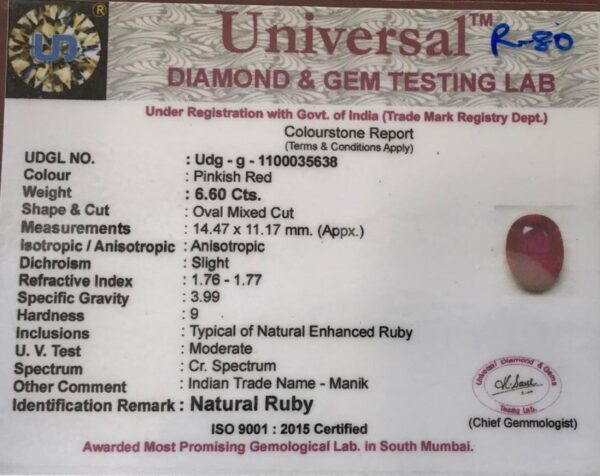 US ®
Universal™ R-80
DIAMOND & GEM TESTING LAB
Under Registration with Govt. of India (Trade Mark Registry Dept.)
Colourstone Report
(Terms & Conditions Apply)
UDGL NO. : Udg - g - 1100035638
Colour : Pinkish Red
Weight : 6.60 Cts.
Shape & Cut : Oval Mixed Cut
Measurements : 14.47 x 11.17 mm. (Appx.)
Isotropic / Anisotropic : Anisotropic
Dichroism : Slight
Refractive Index : 1.76 - 1.77
Specific Gravity : 3.99
Hardness : 9
Inclusions : Typical of Natural Enhanced Ruby
U. V. Test : Moderate
Spectrum : Cr. Spectrum
Other Comment : Indian Trade Name - Manik
Identification Remark : Natural Ruby
Universal Diamond & Gems
Testing Lab.
(Chief Gemmologist)
ISO 9001 : 2015 Certified
Awarded Most Promising Gemological Lab. in South Mumbai.